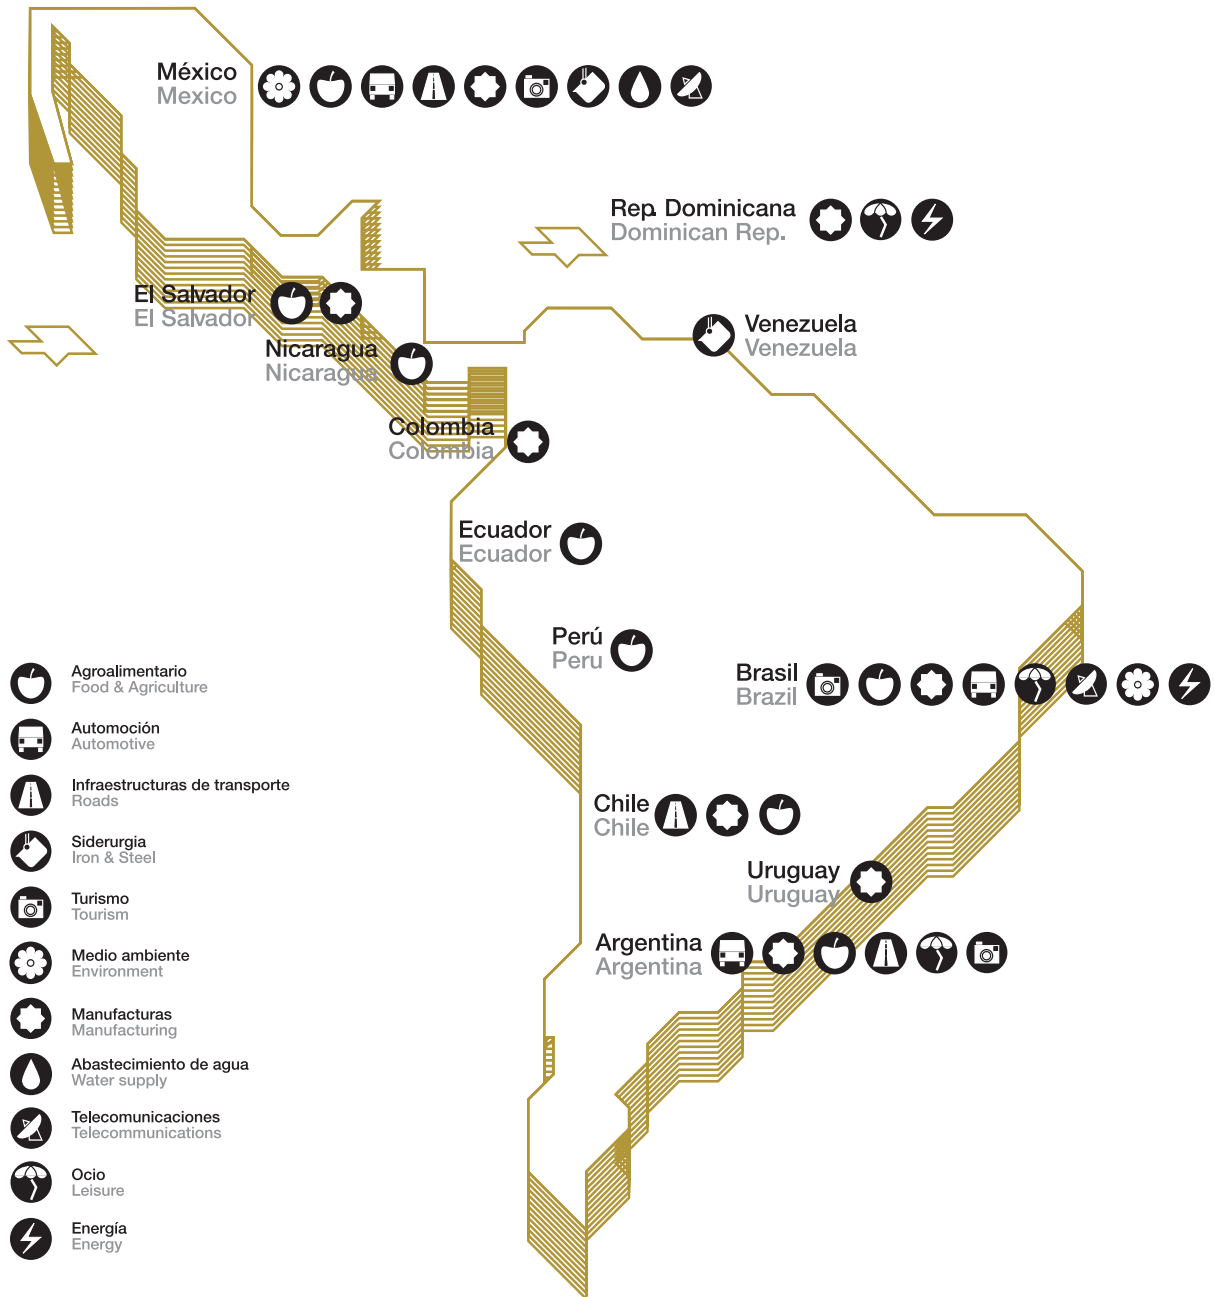 México
Mexico
Rep. Dominicana
Dominican Rep.
El Salvador
El Salvador
Venezuela
Venezuela
Nicaragua
Nicaragua
Colombia
Colombia
Ecuador
Ecuador
Perú
Peru
Brasil
Brazil
Chile
Chile
Uruguay
Uruguay
Argentina
Argentina
Agroalimentario
Food & Agriculture
Automoción
Automotive
Infraestructuras de transporte
Roads
Siderurgia
Iron & Steel
Turismo
Tourism
Medio ambiente
Environment
Manufacturas
Manufacturing
Abastecimiento de agua
Water supply
Telecomunicaciones
Telecommunications
Ocio
Leisure
Energía
Energy